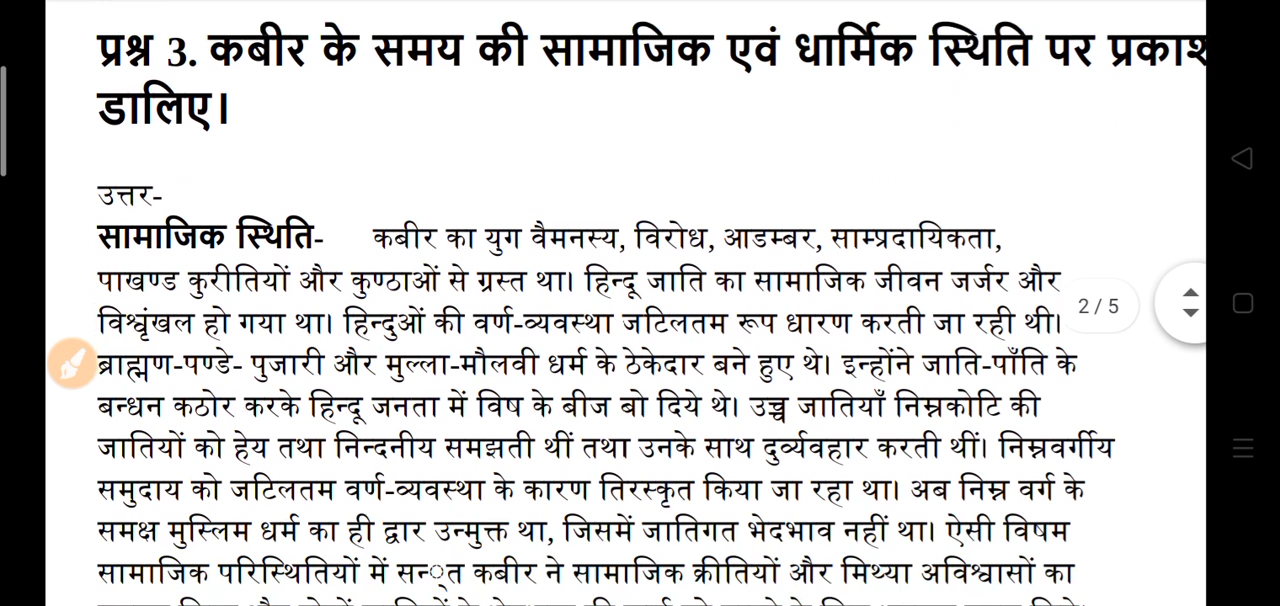 प्रश्न 3. कबीर के समय की सामाजिक एवं धार्मिक स्थिति पर प्रकाश
डालिए।
उत्तर-
सामाजिक स्थिति- कबीर का युग वैमनस्य, विरोध, आडम्बर, साम्प्रदायिकता,
पाखण्ड कुरीतियों और कुण्ठाओं से ग्रस्त था। हिन्दू जाति का सामाजिक जीवन जर्जर और
विश्वृंखल हो गया था। हिन्दुओं की वर्ण-व्यवस्था जटिलतम रूप धारण करती जा रही थी।
2 / 5
ब्राह्मण-पण्डे- पुजारी और मुल्ला-मौलवी धर्म के ठेकेदार बने हुए थे। इन्होंने जाति-पाँति के
बन्धन कठोर करके हिन्दू जनता में विष के बीज बो दिये थे। उच्च जातियाँ निम्नकोटि की
जातियों को हेय तथा निन्दनीय समझती थीं तथा उनके साथ दुर्व्यवहार करती थीं। निम्नवर्गीय
समुदाय को जटिलतम वर्ण-व्यवस्था के कारण तिरस्कृत किया जा रहा था। अब निम्न वर्ग के
समक्ष मुस्लिम धर्म का ही द्वार उन्मुक्त था, जिसमें जातिगत भेदभाव नहीं था। ऐसी विषम
सामाजिक परिस्थितियों में सन्‍्त कबीर ने सामाजिक क्रीतियों और मिथ्या अविश्वासों का